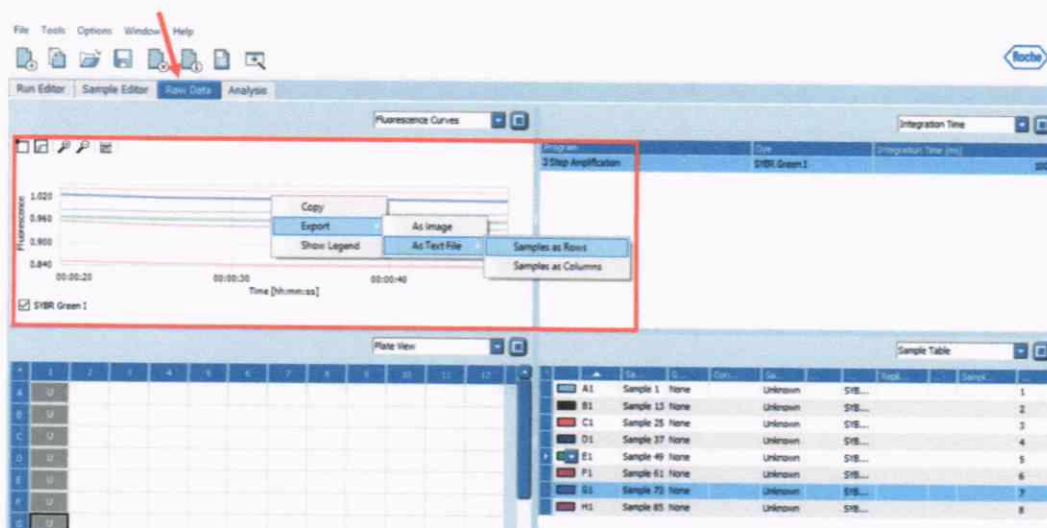 File Tools Options Window Help
Roche
Run Editor Sample Editor Raw Data Analysis
Fluorescence Curves
Integration Time
Program Dye Integration Time [ms]
2 Step Amplification SYBR Green I 100
1.020
0.960
0.900
0.840
Fluorescence
Copy
Export
Show Legend
As Image
As Text File
Samples as Rows
Samples as Columns
00:00:20 00:00:30 00:00:40
Time [hh:mm:ss]
SYBR Green I
Plate View
Sample Table
1 2 3 4 5 6 7 8 9 10 11 12
A U
B U
C U
D U
E U
F U
G U
A1 Sample 1 None Unknown SYB... 1
B1 Sample 13 None Unknown SYB... 2
C1 Sample 25 None Unknown SYB... 3
D1 Sample 37 None Unknown SYB... 4
E1 Sample 49 None Unknown SYB... 5
F1 Sample 61 None Unknown SYB... 6
G1 Sample 73 None Unknown SYB... 7
H1 Sample 85 None Unknown SYB... 8